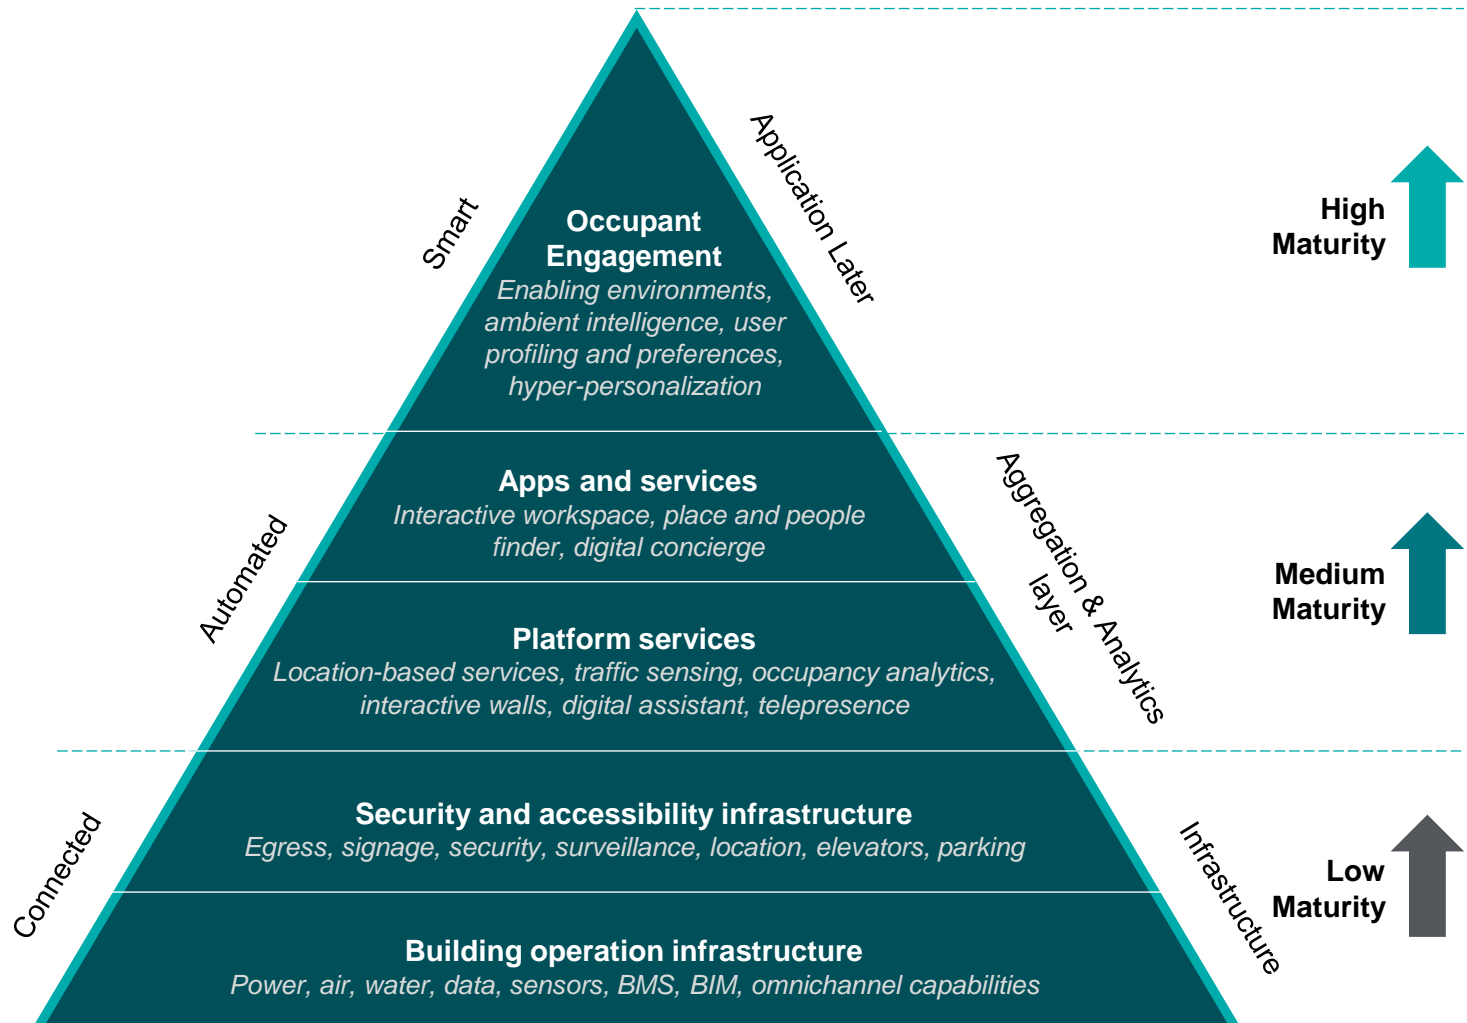 Smart
Application Later
Occupant
Engagement
Enabling environments,
ambient intelligence, user
profiling and preferences,
hyper-personalization
High
Maturity
Automated
Aggregation & Analytics
layer
Apps and services
Interactive workspace, place and people
finder, digital concierge
Platform services
Location-based services, traffic sensing, occupancy analytics,
interactive walls, digital assistant, telepresence
Medium
Maturity
Connected
Infrastructure
Security and accessibility infrastructure
Egress, signage, security, surveillance, location, elevators, parking
Building operation infrastructure
Power, air, water, data, sensors, BMS, BIM, omnichannel capabilities
Low
Maturity